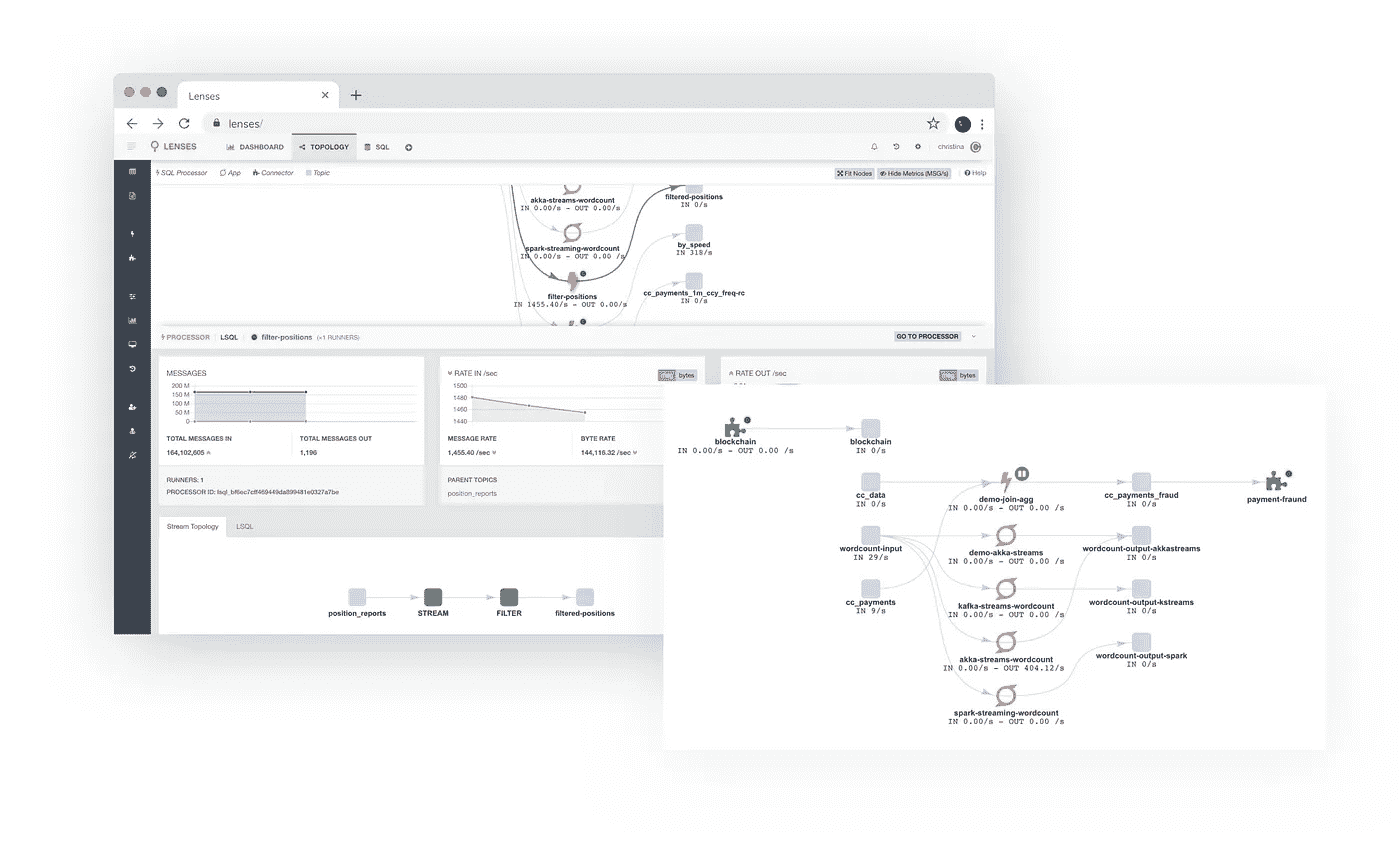 Lenses
lenses/
LENSES DASHBOARD TOPOLOGY SQL christina
SQL Processor App Connector Topic Fit Nodes Hide Metrics (MSG/s) Help
akka-streams-wordcount
IN 0.00/s - OUT 0.00/s
filtered-positions
IN 0/s
spark-streaming-wordcount
IN 0.00/s - OUT 0.00 /s
by_speed
IN 318/s
filter-positions
IN 1455.40/s - OUT 0.00/s
cc_payments_1m_ccy_freq-rc
IN 0/s
PROCESSOR LSQL filter-positions (+1 RUNNERS) GO TO PROCESSOR
MESSAGES
200 M
150 M
100 M
50 M
0
TOTAL MESSAGES IN TOTAL MESSAGES OUT
164,102,605 1,196
RUNNERS: 1
RATE IN /sec bytes
1500
1480
1460
1440
MESSAGE RATE BYTE RATE
1,455.40 /sec 144,116.32 /sec
PARENT TOPICS
position_reports
RATE OUT /sec bytes
Stream Topology LSQL
position_reports STREAM FILTER filtered-positions
blockchain
IN 0.00/s - OUT 0.00 /s
blockchain
IN 0/s
cc_data
IN 0/s
demo-join-agg
IN 0.00/s - OUT 0.00 /s
cc_payments_fraud
IN 0/s
payment-fraund
wordcount-input
IN 29/s
demo-akka-streams
IN 0.00/s - OUT 0.00 /s
wordcount-output-akkastreams
IN 0/s
cc_payments
IN 9/s
kafka-streams-wordcount
IN 0.00/s - OUT 0.00 /s
wordcount-output-kstreams
IN 0/s
akka-streams-wordcount
IN 0.00/s - OUT 404.12/s
wordcount-output-spark
IN 0/s
spark-streaming-wordcount
IN 0.00/s - OUT 0.00 /s